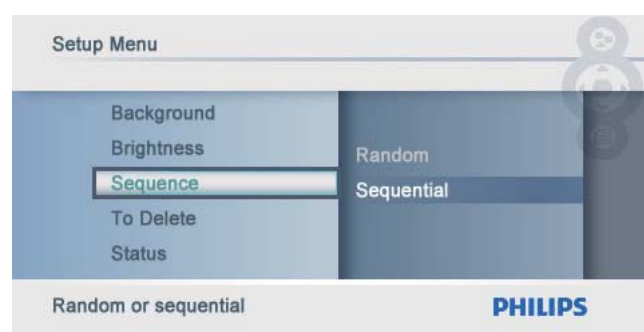 Setup Menu
Background
Brightness
Sequence
To Delete
Status
Random
Sequential
Random or sequential
PHILIPS